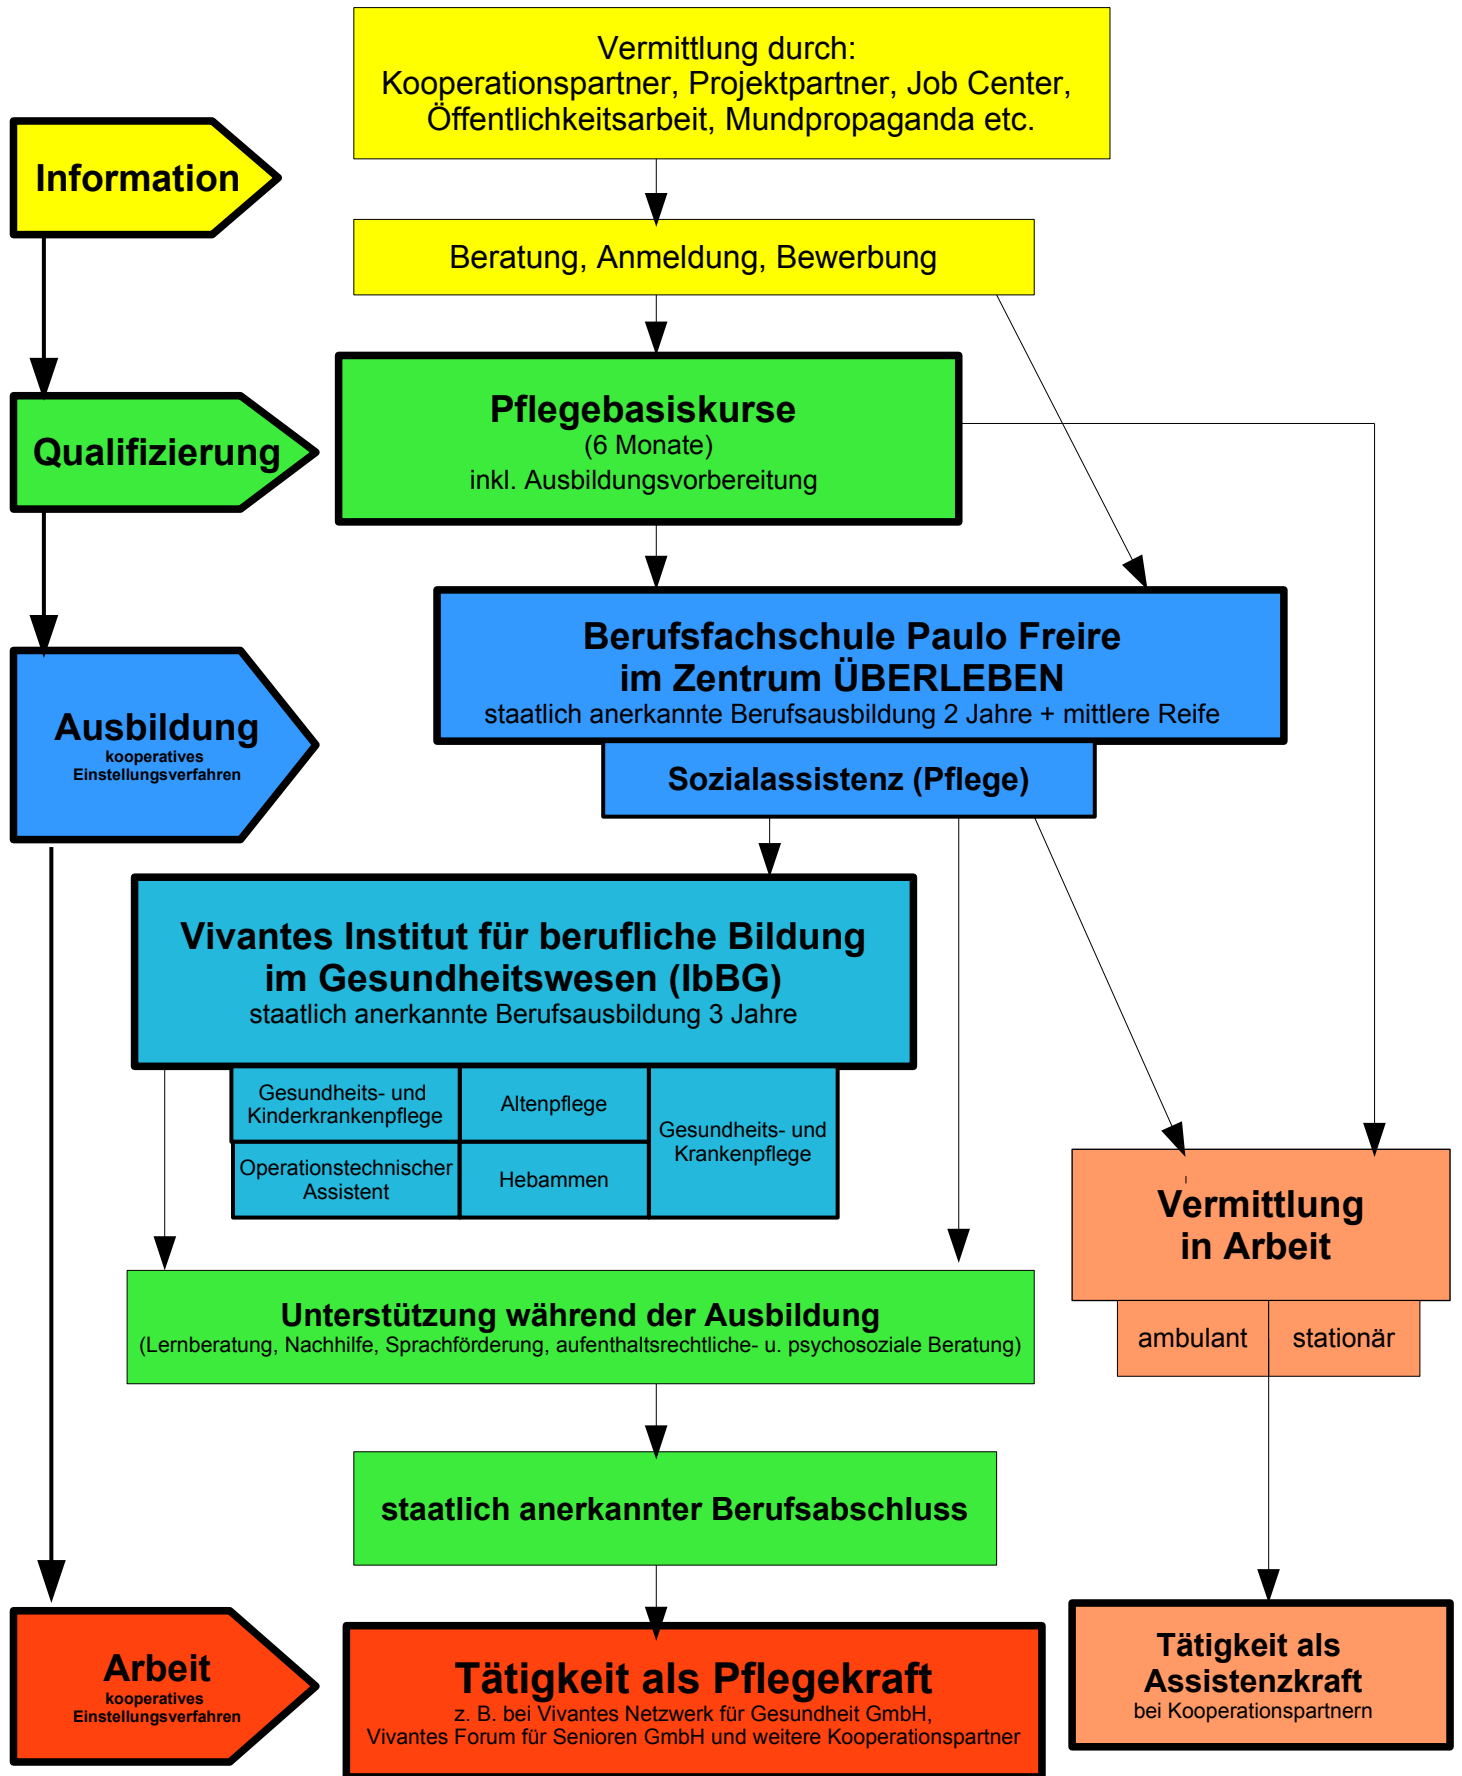 Vermittlung durch:
Kooperationspartner, Projektpartner, Job Center,
Öffentlichkeitsarbeit, Mundpropaganda etc.
Information
Beratung, Anmeldung, Bewerbung
Qualifizierung
Pflegebasiskurse
(6 Monate)
inkl. Ausbildungsvorbereitung
Ausbildung
kooperatives
Einstellungsverfahren
Berufsfachschule Paulo Freire
im Zentrum ÜBERLEBEN
staatlich anerkannte Berufsausbildung 2 Jahre + mittlere Reife
Sozialassistenz (Pflege)
Vivantes Institut für berufliche Bildung
im Gesundheitswesen (IbBG)
staatlich anerkannte Berufsausbildung 3 Jahre
Gesundheits- und
Kinderkrankenpflege
Altenpflege
Gesundheits- und
Krankenpflege
Operationstechnischer
Assistent
Hebammen
Vermittlung
in Arbeit
ambulant
stationär
Unterstützung während der Ausbildung
(Lernberatung, Nachhilfe, Sprachförderung, aufenthaltsrechtliche- u. psychosoziale Beratung)
staatlich anerkannter Berufsabschluss
Arbeit
kooperatives
Einstellungsverfahren
Tätigkeit als Pflegekraft
z. B. bei Vivantes Netzwerk für Gesundheit GmbH,
Vivantes Forum für Senioren GmbH und weitere Kooperationspartner
Tätigkeit als
Assistenzkraft
bei Kooperationspartnern